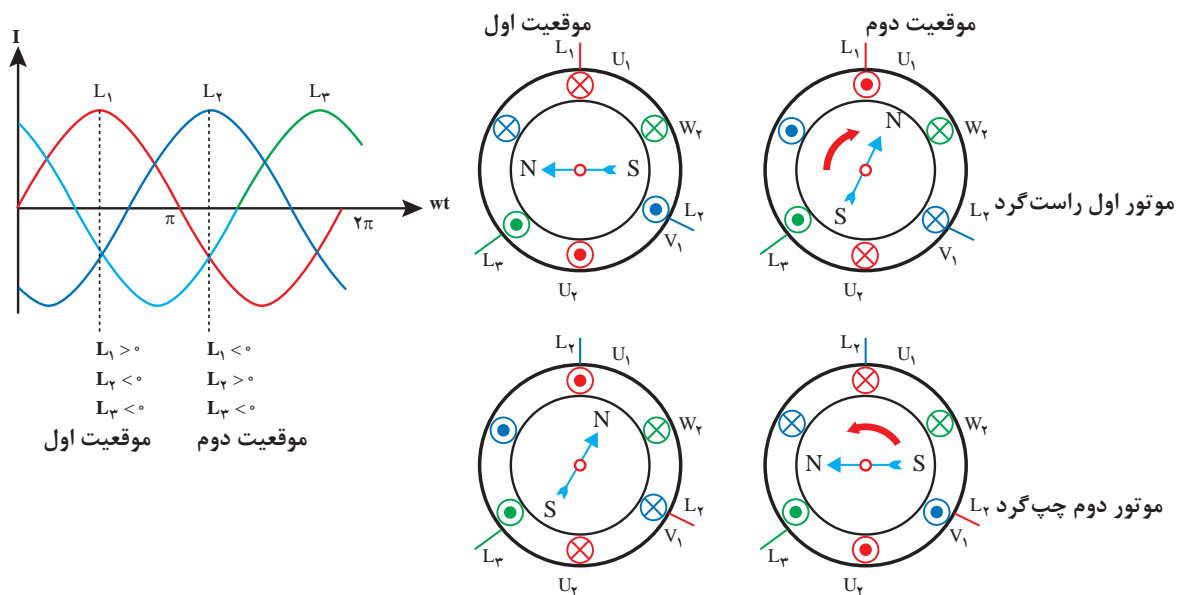 I
L۱
L۲
L۳
wt
π
۲π
L۱ >۰
L۲ <۰
L۳ <۰
موقعیت اول
L۱ <۰
L۲ >۰
L۳ <۰
موقعیت دوم
موقعیت اول
L۱
U۱
W۲
N
S
L۲
V۱
L۳
U۲
موقعیت دوم
L۱
U۱
W۲
N
S
L۲
V۱
L۳
U۲
موتور اول راست‌گرد
L۲
U۱
W۲
N
S
L۲
V۱
L۳
U۲
L۲
U۱
W۲
N
S
L۲
V۱
L۳
U۲
موتور دوم چپ‌گرد